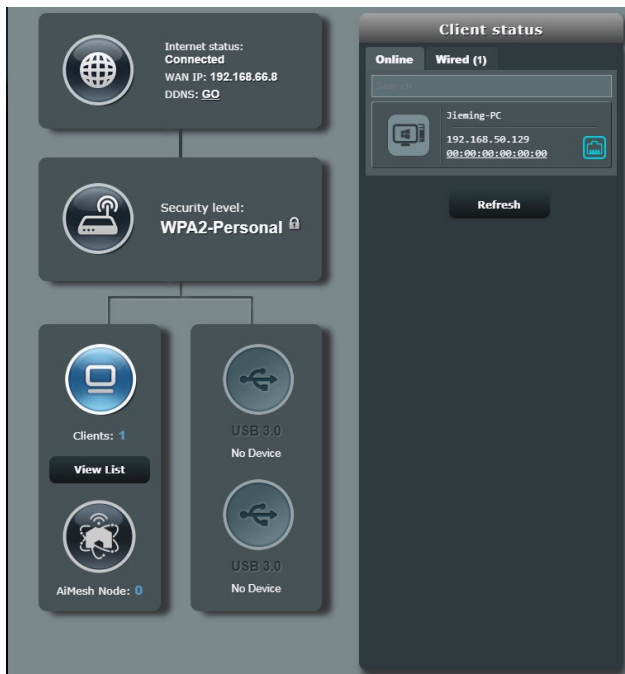 Internet status:
Connected
WAN IP: 192.168.66.8
DDNS: GO
Security level:
WPA2-Personal
Clients: 1
View List
AiMesh Node: 0
USB 3.0
No Device
USB 3.0
No Device
Client status
Online Wired (1)
Search
Jieming-PC
192.168.50.129
00:00:00:00:00:00
Refresh